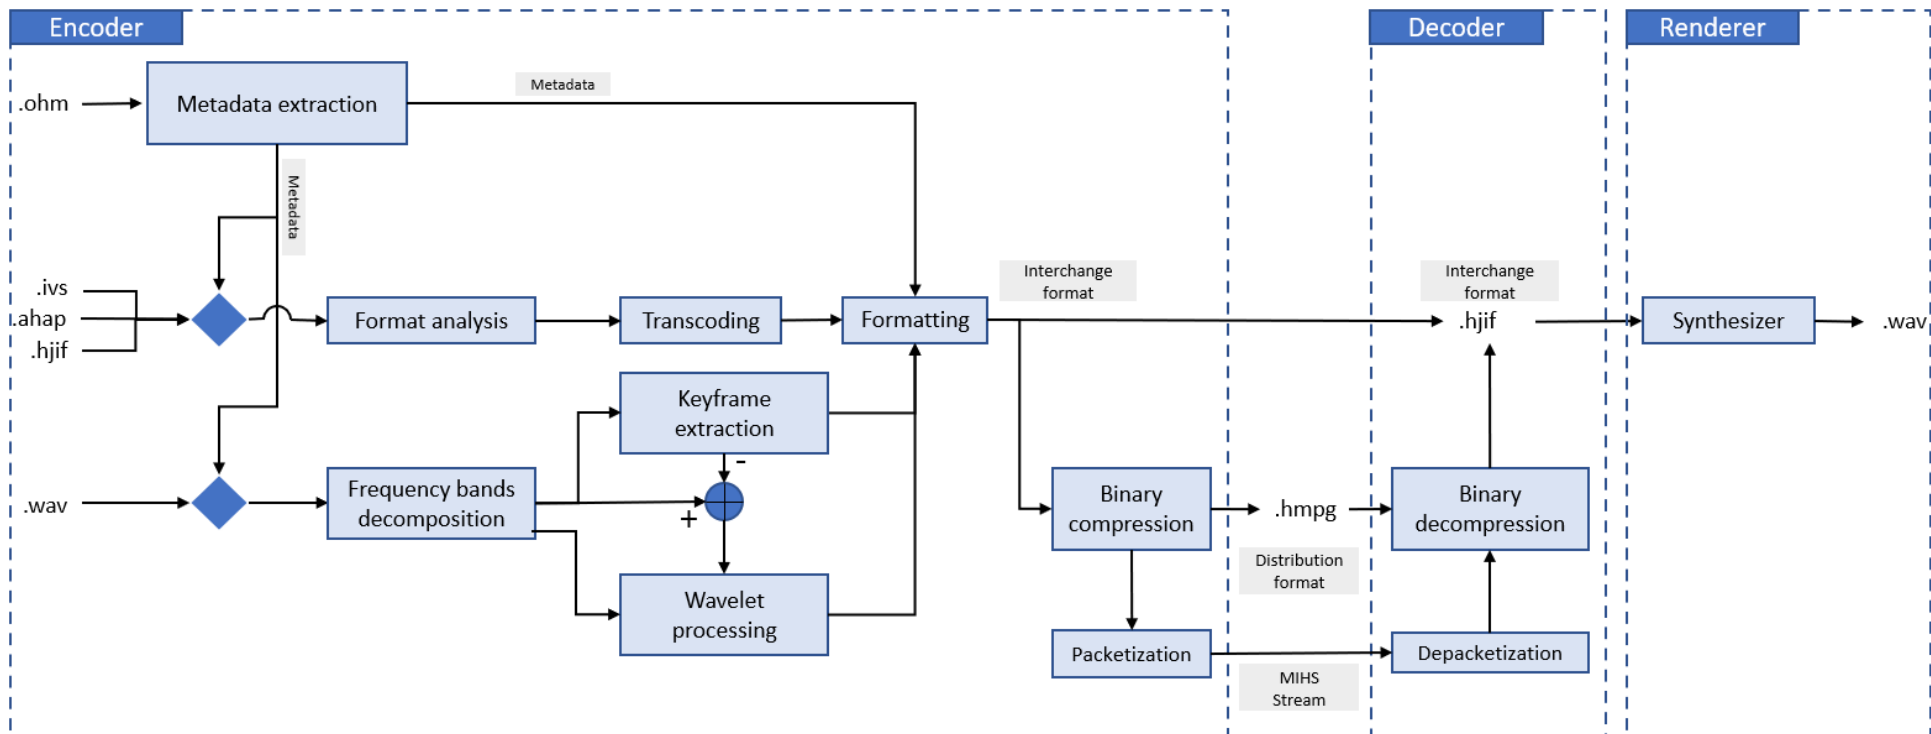 Encoder
Decoder
Renderer
.ohm
Metadada extraction
Metadata
Metadata
.ivs
.ahap
.hjif
Format analysis
Transcoding
Formatting
Interchange
format
Interchange
format
.hjif
Synthesizer
.wav
Keyframe
extraction
-
.wav
Frequency bands
decomposition
+
Binary
compression
.hmpg
Binary
decompression
Distribution
format
Wavelet
processing
Packetization
Depacketization
MIHS
Stream